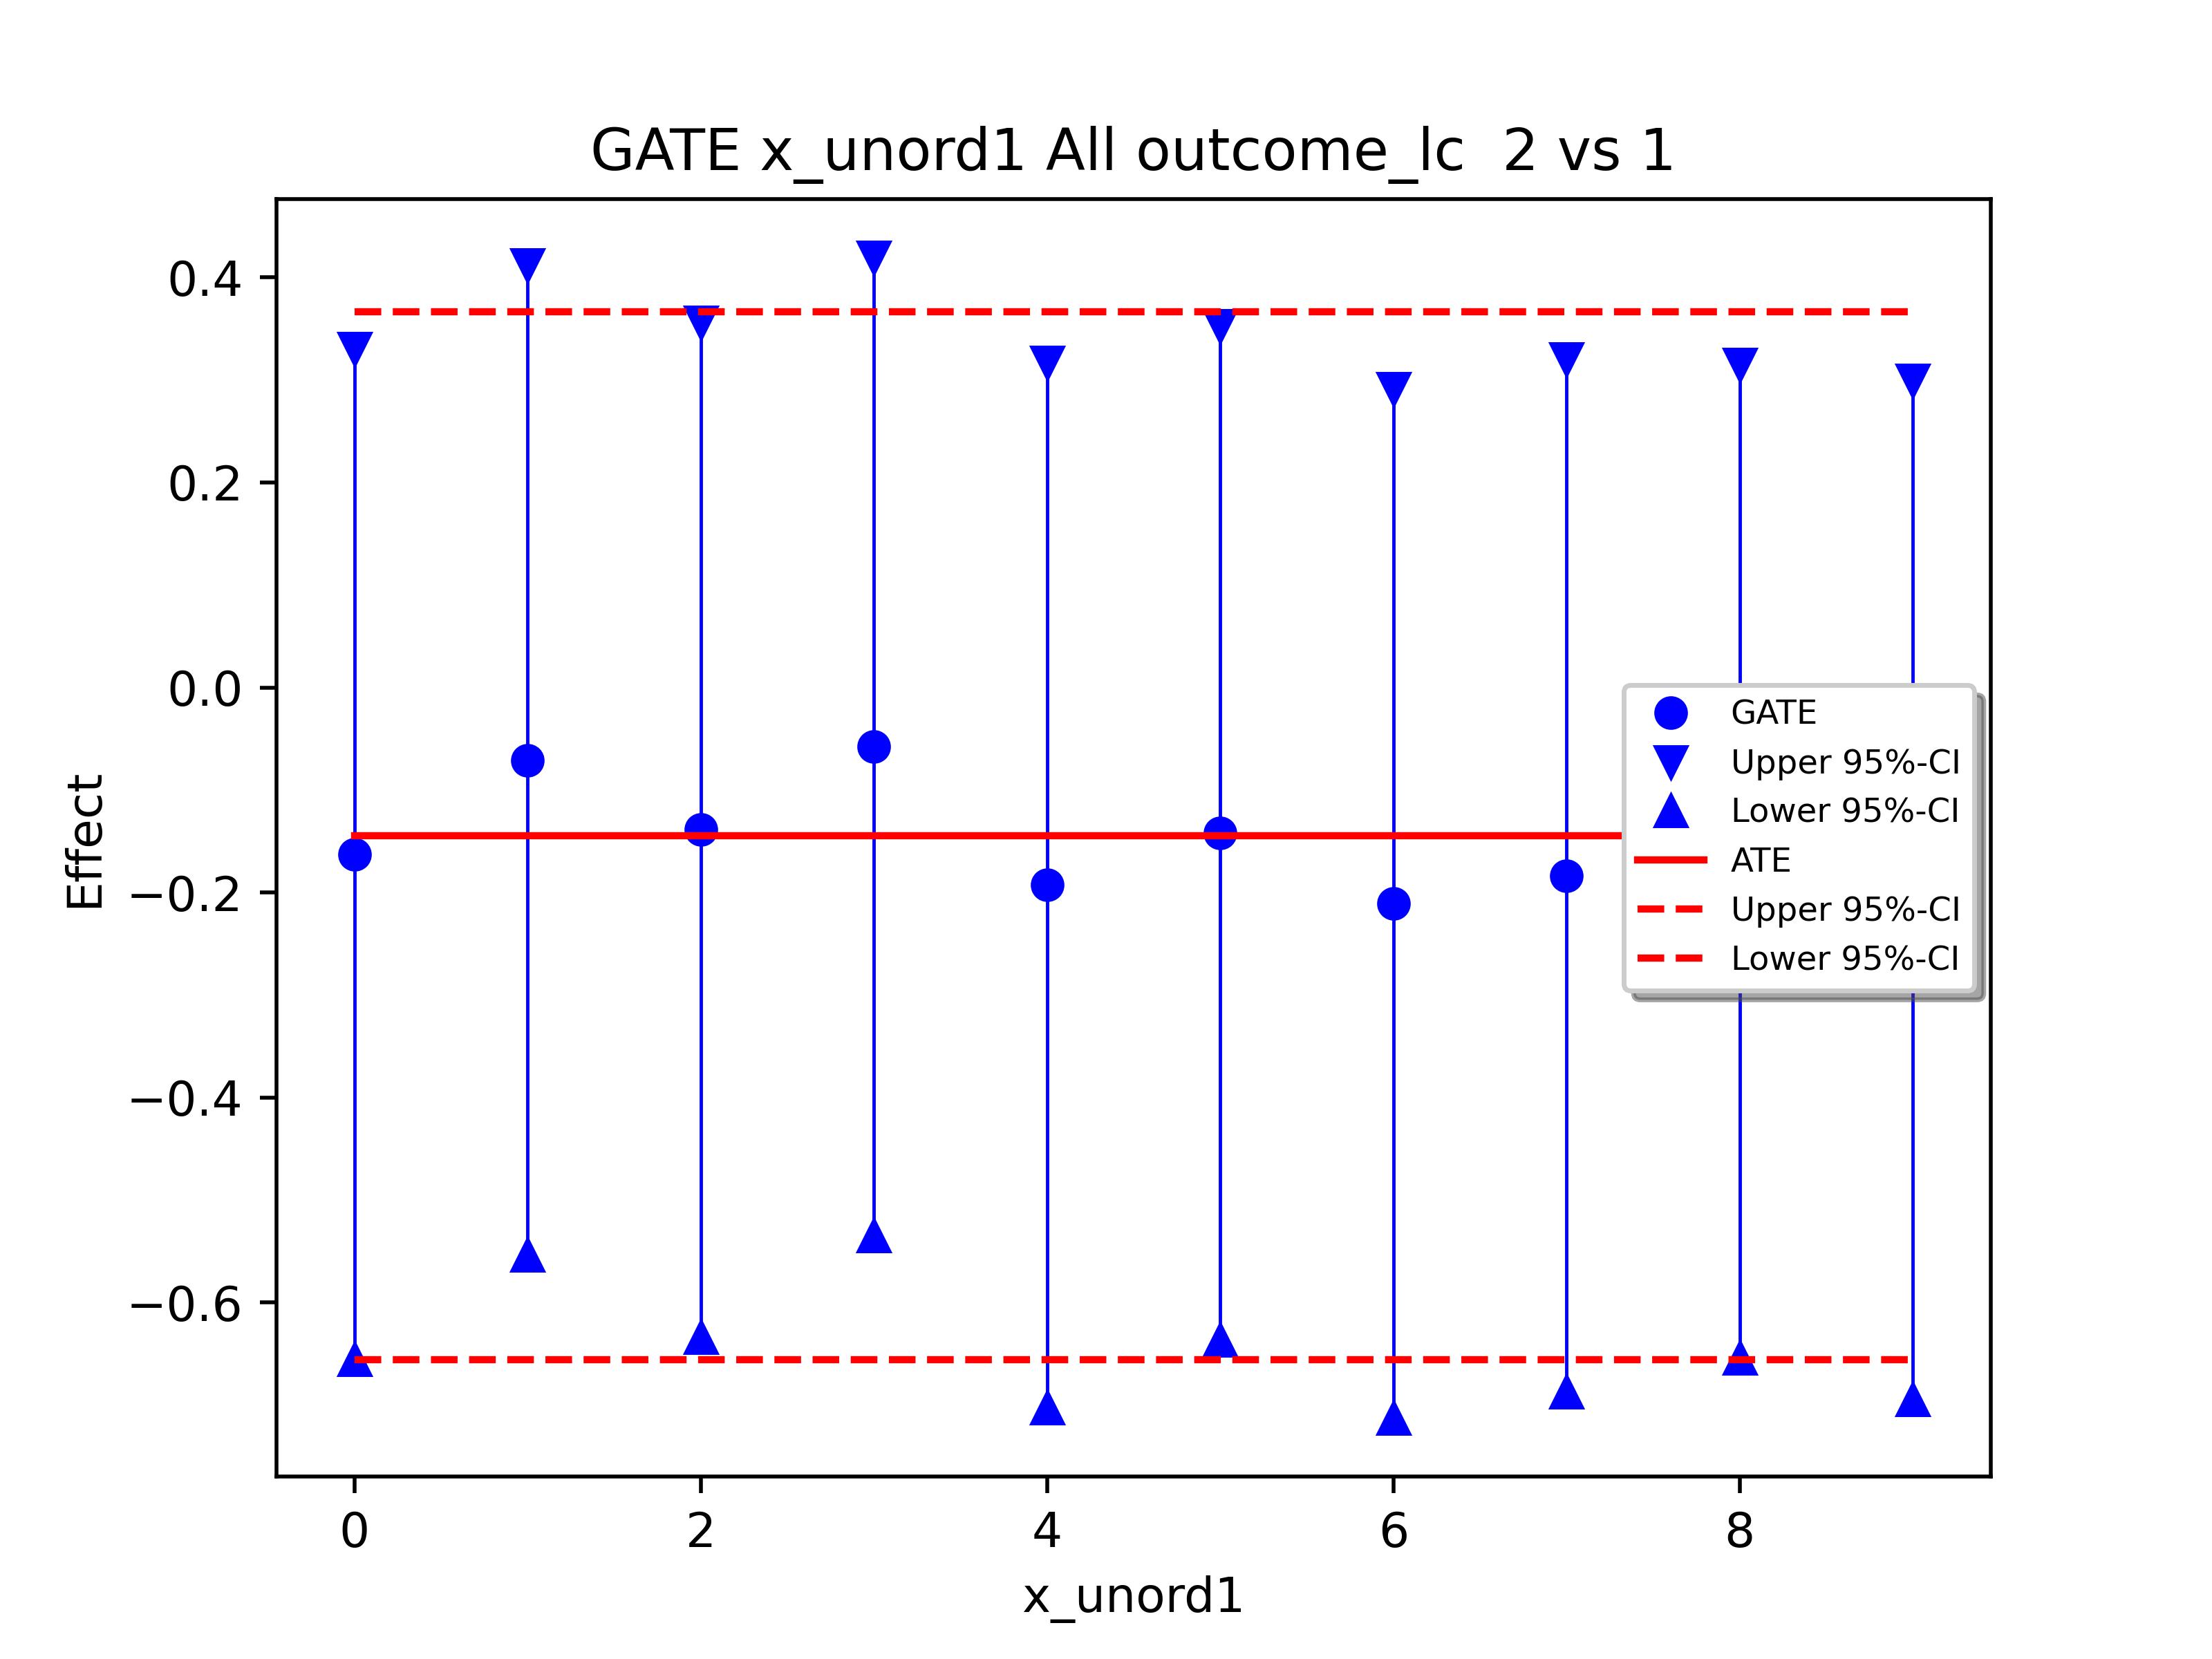 GATE x_unord1 All outcome_lc  2 vs 1
0.4
0.2
0.0
−0.2
−0.4
−0.6
Effect
GATE
Upper 95%-CI
Lower 95%-CI
ATE
Upper 95%-CI
Lower 95%-CI
0 2 4 6 8
x_unord1